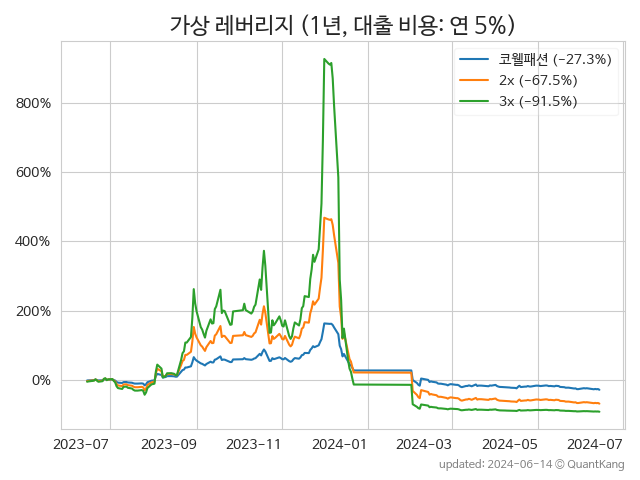 가상 레버리지 (1년, 대출 비용: 연 5%)
코웰패션 (-27.3%)
2x (-67.5%)
3x (-91.5%)
800%
600%
400%
200%
0%
2023-07 2023-09 2023-11 2024-01 2024-03 2024-05 2024-07
updated: 2024-06-14 © QuantKang